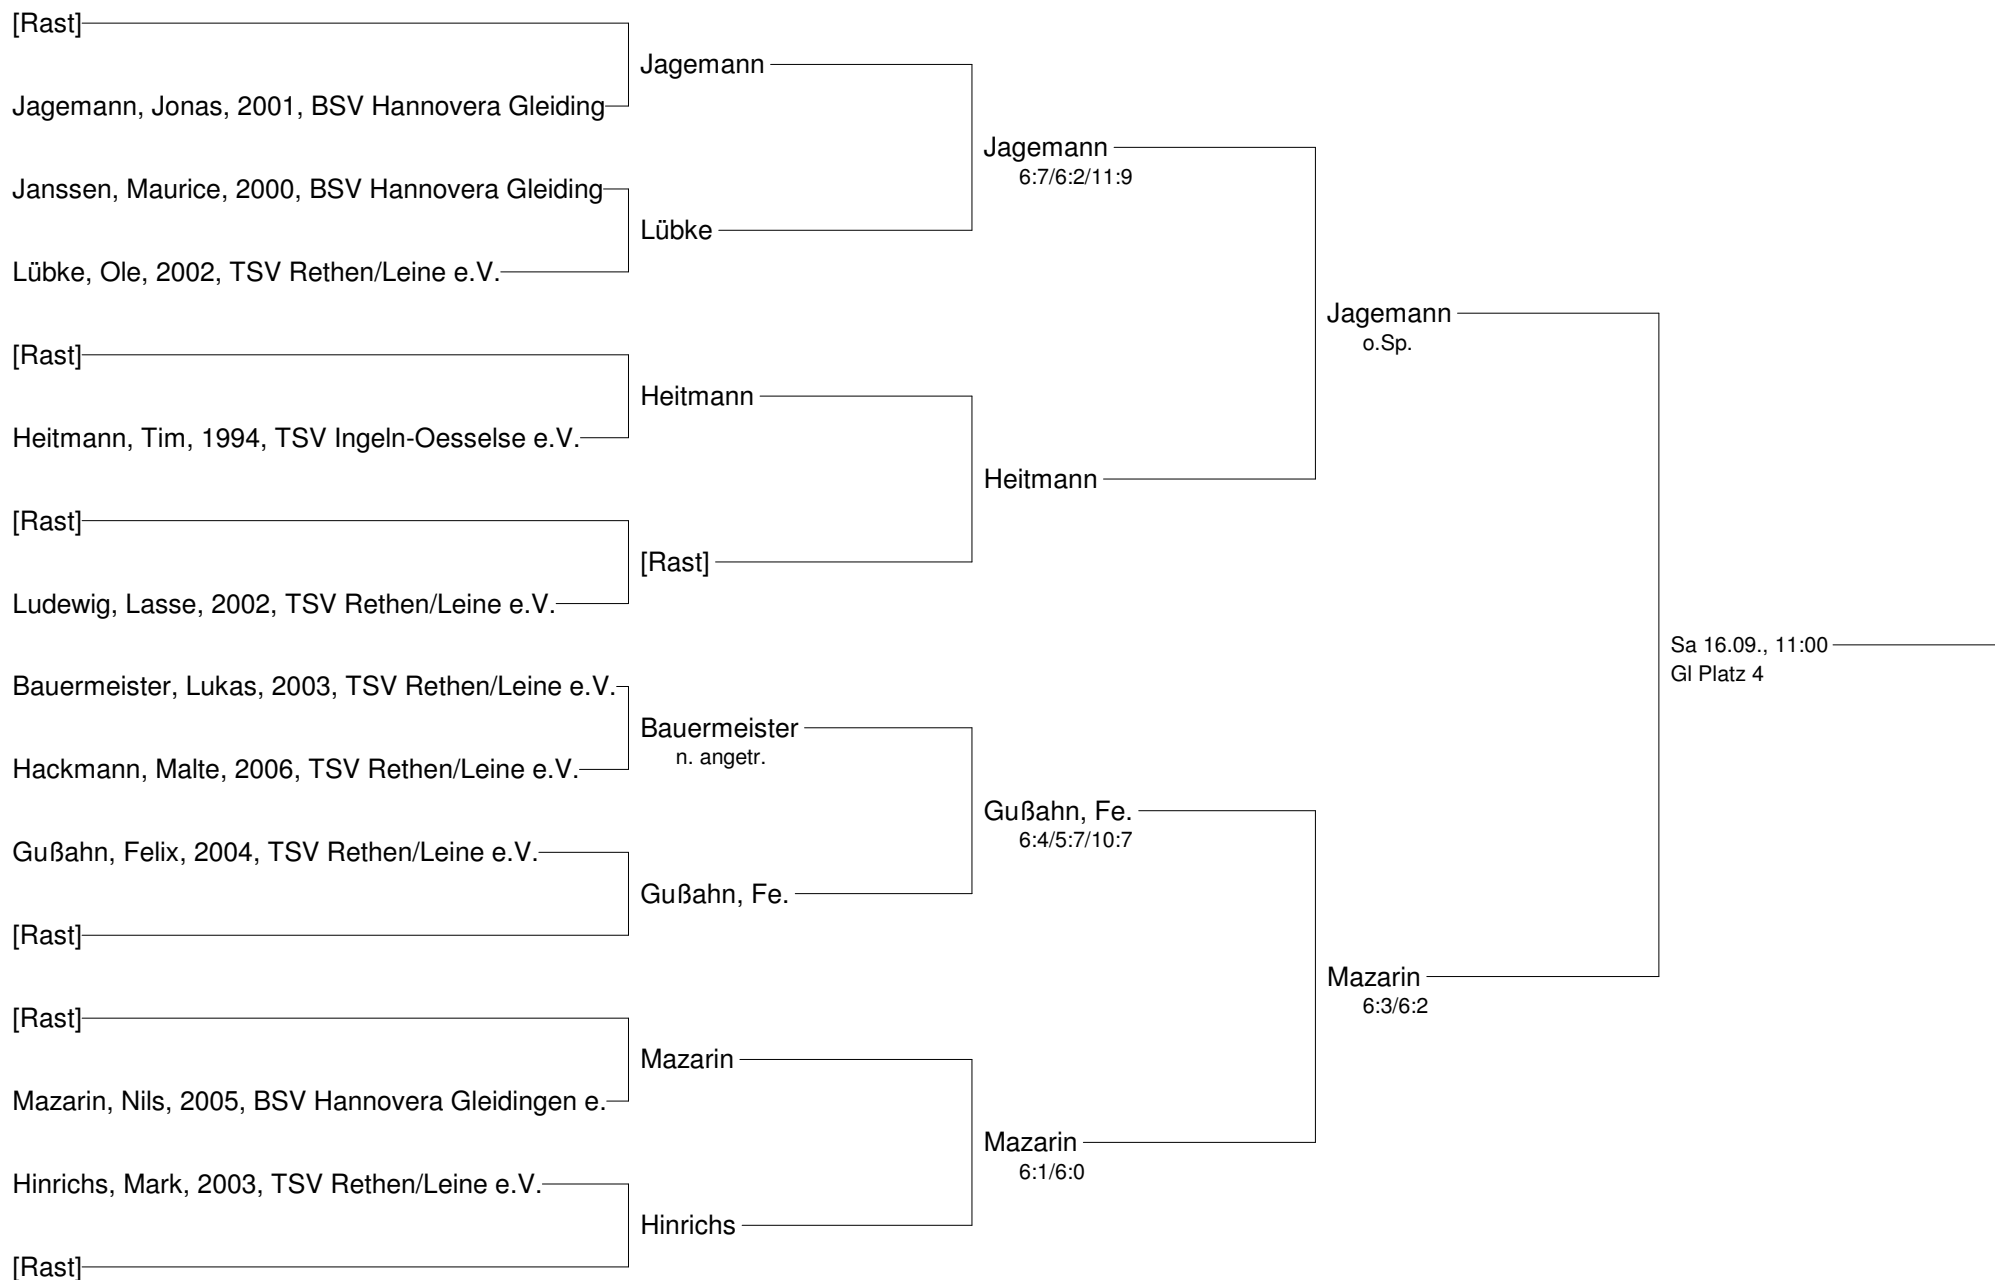 [Rast]
Jagemann
Jagemann, Jonas, 2001, BSV Hannovera Gleiding
Jagemann
6:7/6:2/11:9
Janssen, Maurice, 2000, BSV Hannovera Gleiding
Lübke
Lübke, Ole, 2002, TSV Rethen/Leine e.V.
Jagemann
o.Sp.
[Rast]
Heitmann
Heitmann, Tim, 1994, TSV Ingeln-Oesselse e.V.
Heitmann
[Rast]
[Rast]
Ludewig, Lasse, 2002, TSV Rethen/Leine e.V.
Sa 16.09., 11:00
Gl Platz 4
Bauermeister, Lukas, 2003, TSV Rethen/Leine e.V.
Bauermeister
n. angetr.
Hackmann, Malte, 2006, TSV Rethen/Leine e.V.
Gußahn, Fe.
6:4/5:7/10:7
Gußahn, Felix, 2004, TSV Rethen/Leine e.V.
Gußahn, Fe.
[Rast]
Mazarin
6:3/6:2
[Rast]
Mazarin
Mazarin, Nils, 2005, BSV Hannovera Gleidingen e.
Mazarin
6:1/6:0
Hinrichs, Mark, 2003, TSV Rethen/Leine e.V.
Hinrichs
[Rast]